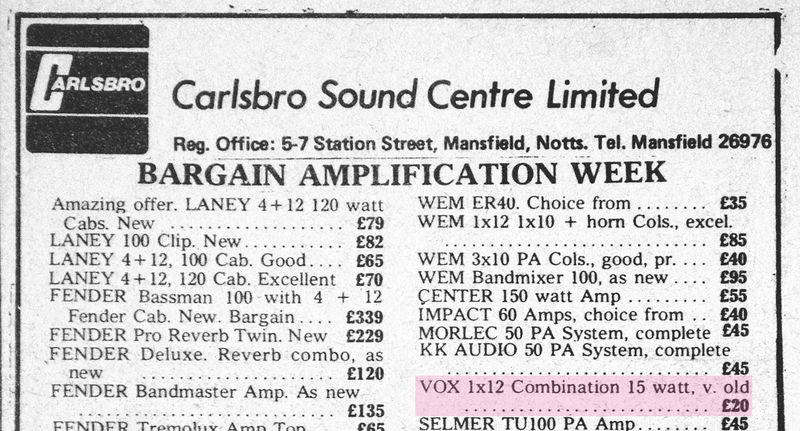 CARLSBRO
Carlsbro Sound Centre Limited
Reg. Office: 5-7 Station Street, Mansfield, Notts. Tel. Mansfield 26976
BARGAIN AMPLIFICATION WEEK
Amazing offer. LANEY 4+12 120 watt
Cabs. New .................... £79
LANEY 100 Clip. New........... £82
LANEY 4+12, 100 Cab. Good.... £65
LANEY 4+12, 120 Cab. Excellent £70
FENDER Bassman 100 with 4 + 12
Fender Cab. New. Bargain.... £339
FENDER Pro Reverb Twin. New £229
FENDER Deluxe. Reverb combo, as
new ......................... £120
FENDER Bandmaster Amp. As new
............................. £135
FENDER Tremolux Amp Top £65
WEM ER40. Choice from ........ £35
WEM 1x12 1x10 + horn Cols., excel.
............................. £85
WEM 3x10 PA Cols., good, pr. ... £40
WEM Bandmixer 100, as new .... £95
CENTER 150 watt Amp .......... £55
IMPACT 60 Amps, choice from .. £40
MORLEC 50 PA System, complete £45
KK AUDIO 50 PA System, complete
............................. £45
VOX 1x12 Combination 15 watt, v. old
............................. £20
SELMER TU100 PA Amp....... £45